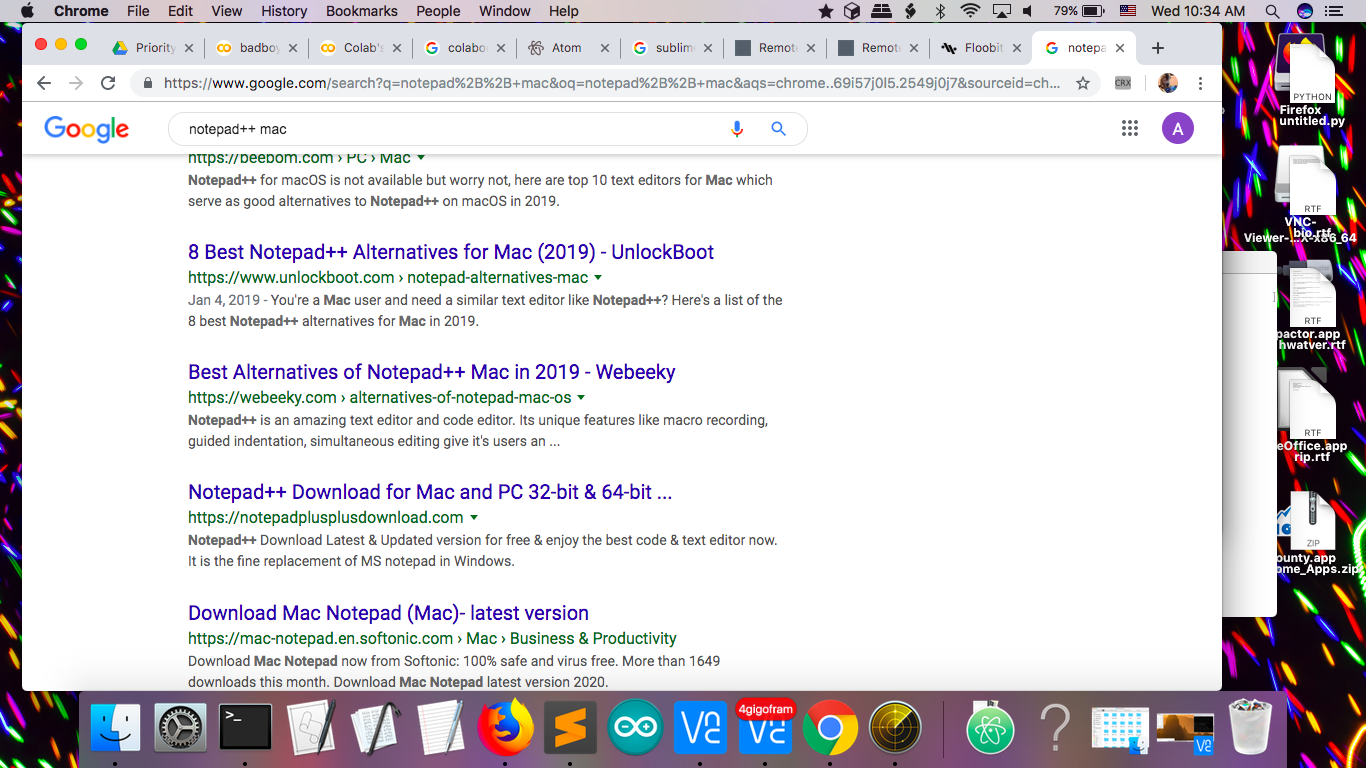 Chrome File Edit View History Bookmarks People Window Help 79% Wed 10:34 AM
Priority badboy Colab's colabo Atom sublim Remot Remot Floobit notepa
https://www.google.com/search?q=notepad%2B%2B+mac&oq=notepad%2B%2B+mac&aqs=chrome..69i57j0l5.2549j0j7&sourceid=ch... CRX
Google notepad++ mac A
https://beebom.com › PC › Mac
Notepad++ for macOS is not available but worry not, here are top 10 text editors for Mac which
serve as good alternatives to Notepad++ on macOS in 2019.
8 Best Notepad++ Alternatives for Mac (2019) - UnlockBoot
https://www.unlockboot.com › notepad-alternatives-mac
Jan 4, 2019 - You're a Mac user and need a similar text editor like Notepad++? Here's a list of the
8 best Notepad++ alternatives for Mac in 2019.
Best Alternatives of Notepad++ Mac in 2019 - Webeeky
https://webeeky.com › alternatives-of-notepad-mac-os
Notepad++ is an amazing text editor and code editor. Its unique features like macro recording,
guided indentation, simultaneous editing give it's users an ...
Notepad++ Download for Mac and PC 32-bit & 64-bit ...
https://notepadplusplusdownload.com
Notepad++ Download Latest & Updated version for free & enjoy the best code & text editor now.
It is the fine replacement of MS notepad in Windows.
Download Mac Notepad (Mac)- latest version
https://mac-notepad.en.softonic.com › Mac › Business & Productivity
Download Mac Notepad now from Softonic: 100% safe and virus free. More than 1649
downloads this month. Download Mac Notepad latest version 2020.
PYTHON
Firefox
untitled.py
RTF
VNC-
bio.rtf
Viewer-...X-x86_64
RTF
pactor.app
hwatver.rtf
RTF
eOffice.app
rip.rtf
ZIP
ounty.app
ome_Apps.zip
4gigofram